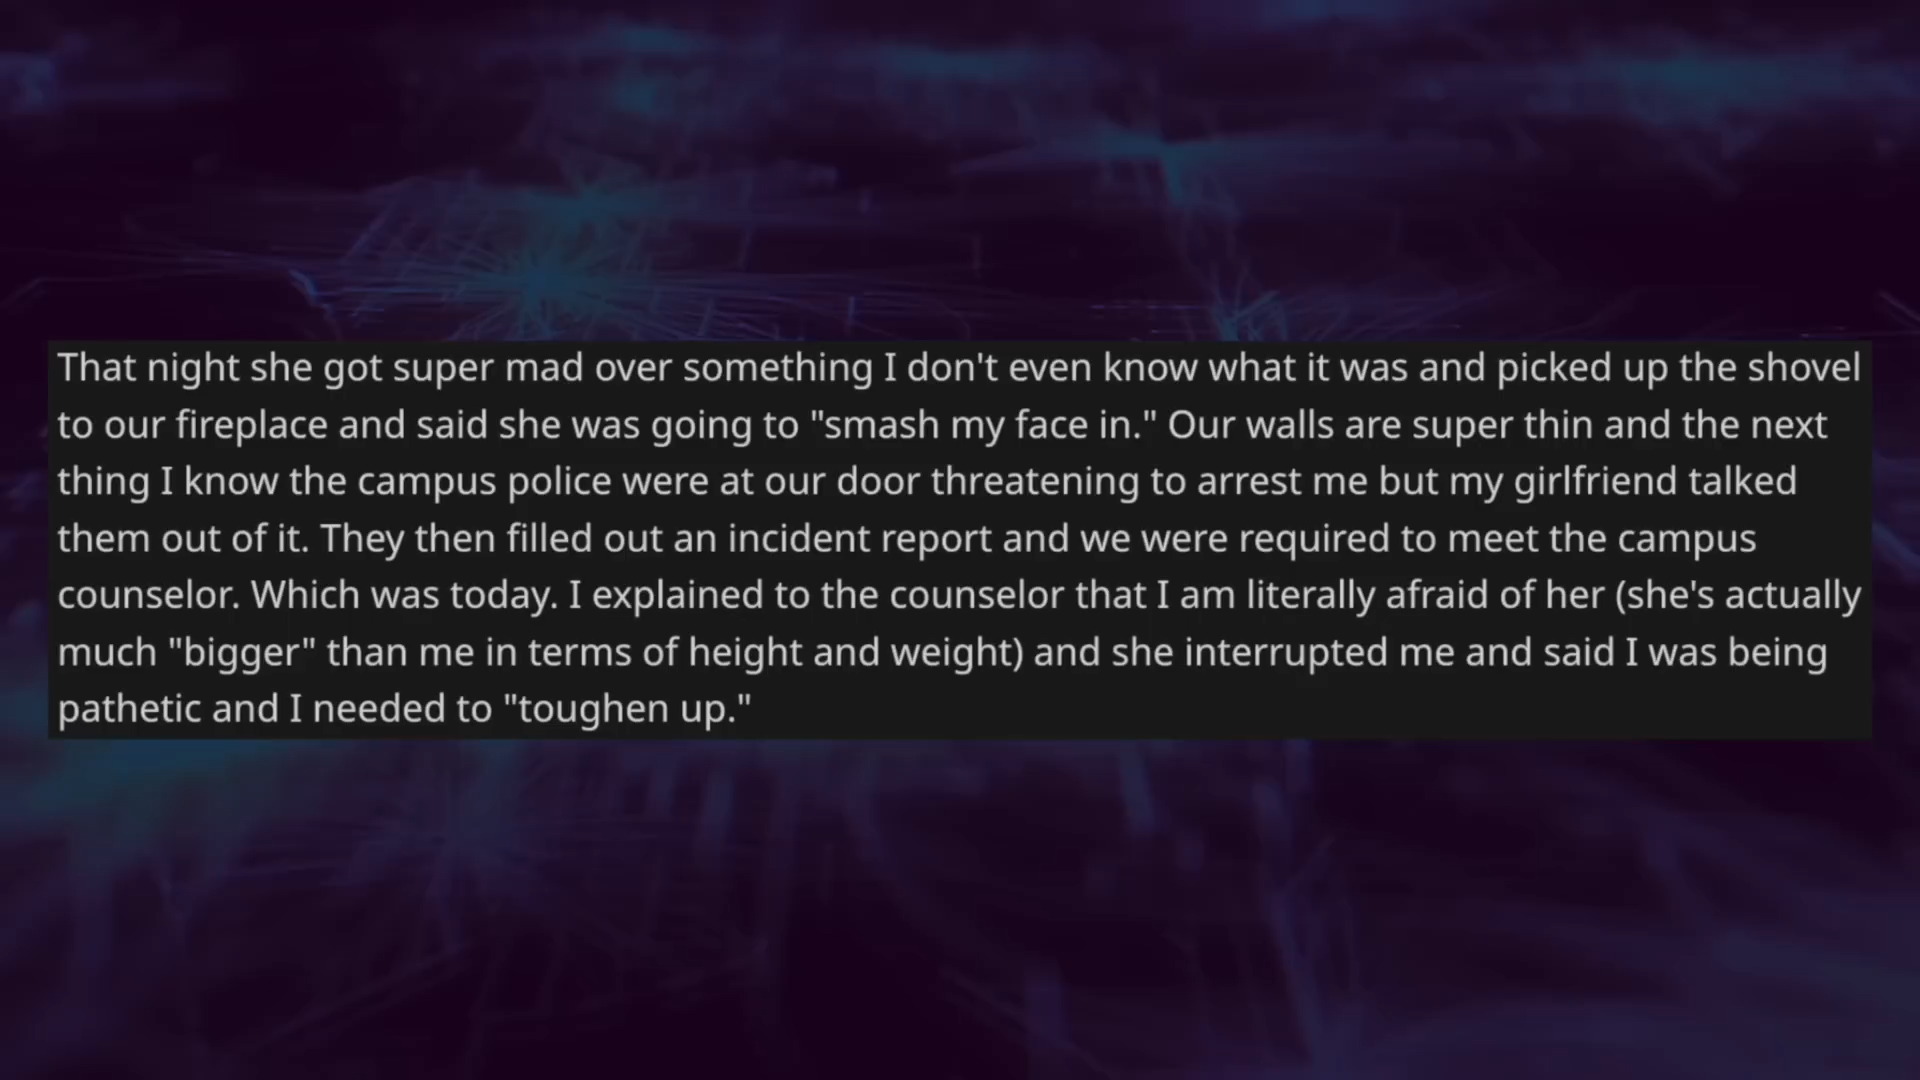 That night she got super mad over something I don't even know what it was and picked up the shovel
to our fireplace and said she was going to "smash my face in." Our walls are super thin and the next
thing I know the campus police were at our door threatening to arrest me but my girlfriend talked
them out of it. They then filled out an incident report and we were required to meet the campus
counselor. Which was today. I explained to the counselor that I am literally afraid of her (she's actually
much "bigger" than me in terms of height and weight) and she interrupted me and said I was being
pathetic and I needed to "toughen up."